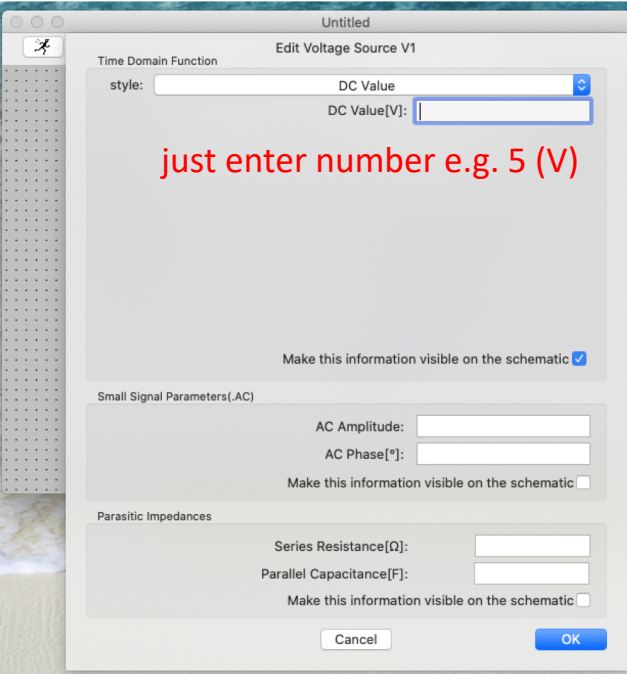 Untitled
Edit Voltage Source V1
Time Domain Function
style: DC Value
DC Value[V]:
just enter number e.g. 5 (V)
Make this information visible on the schematic
Small Signal Parameters(.AC)
AC Amplitude:
AC Phase[°]:
Make this information visible on the schematic
Parasitic Impedances
Series Resistance[Ω]:
Parallel Capacitance[F]:
Make this information visible on the schematic
Cancel OK